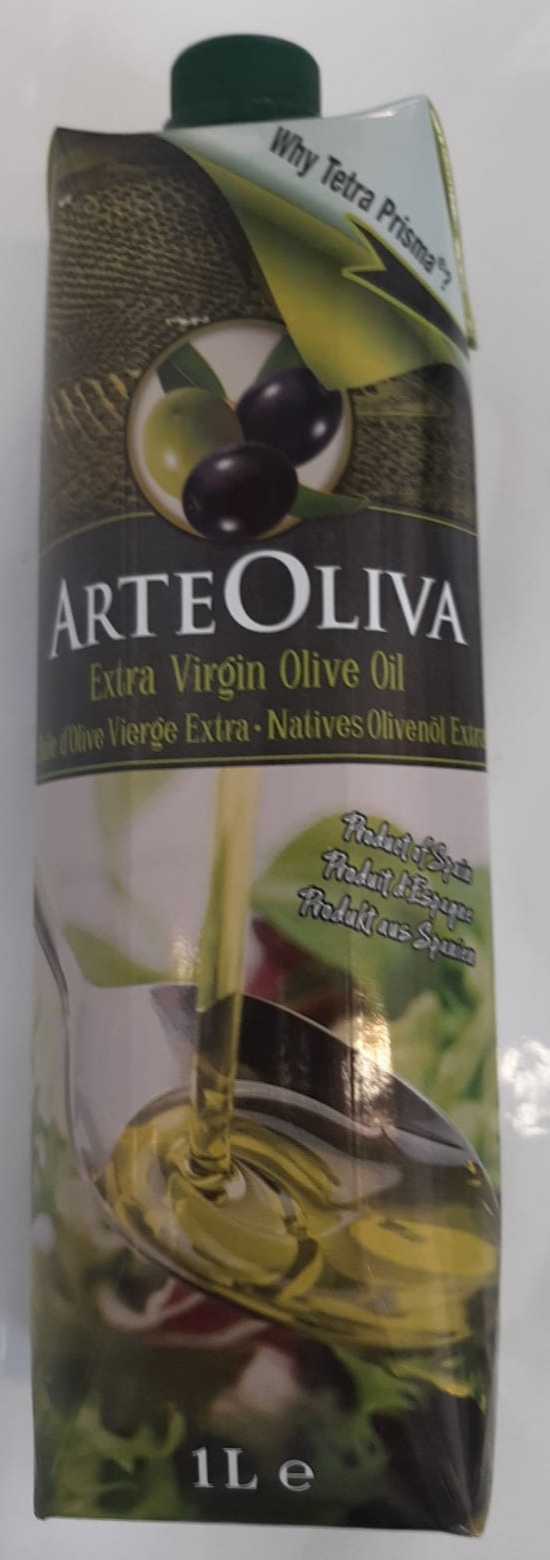 Why Tetra Prisma®?
ARTEOLIVA
Extra Virgin Olive Oil
d'Olive Vierge Extra · Natives Olivenöl Extra
Product of Spain
Produit d'Espagne
Produkt aus Spanien
1L e